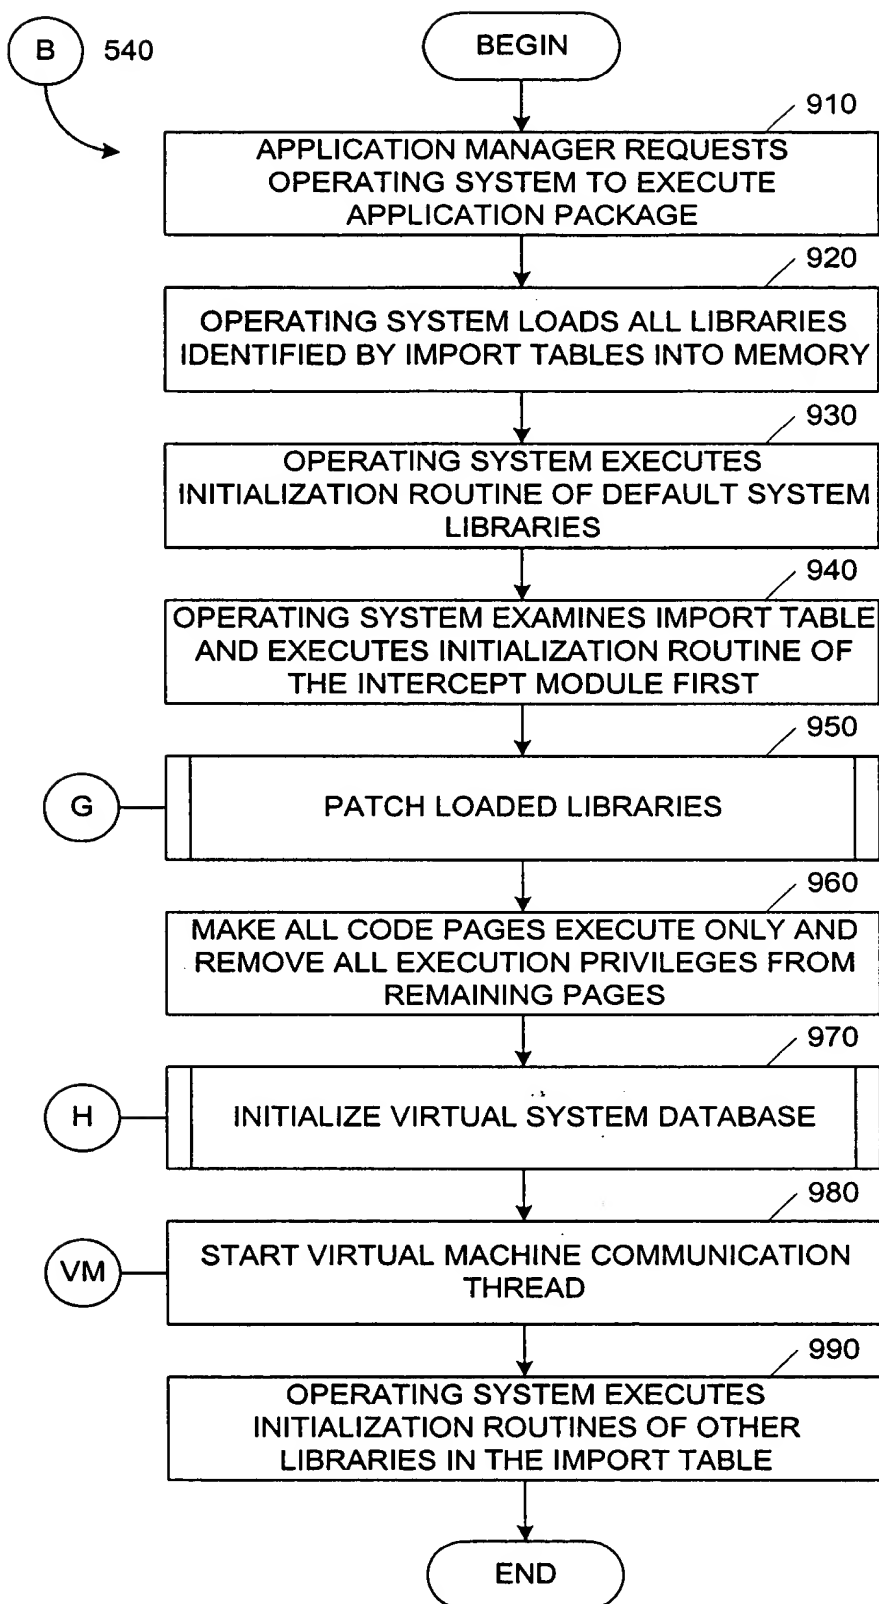 B 540
BEGIN
910
APPLICATION MANAGER REQUESTS
OPERATING SYSTEM TO EXECUTE
APPLICATION PACKAGE
920
OPERATING SYSTEM LOADS ALL LIBRARIES
IDENTIFIED BY IMPORT TABLES INTO MEMORY
930
OPERATING SYSTEM EXECUTES
INITIALIZATION ROUTINE OF DEFAULT SYSTEM
LIBRARIES
940
OPERATING SYSTEM EXAMINES IMPORT TABLE
AND EXECUTES INITIALIZATION ROUTINE OF
THE INTERCEPT MODULE FIRST
950
G
PATCH LOADED LIBRARIES
960
MAKE ALL CODE PAGES EXECUTE ONLY AND
REMOVE ALL EXECUTION PRIVILEGES FROM
REMAINING PAGES
970
H
INITIALIZE VIRTUAL SYSTEM DATABASE
980
VM
START VIRTUAL MACHINE COMMUNICATION
THREAD
990
OPERATING SYSTEM EXECUTES
INITIALIZATION ROUTINES OF OTHER
LIBRARIES IN THE IMPORT TABLE
END